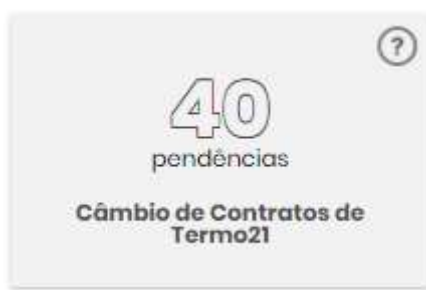 ?
40
pendências
Câmbio de Contratos de
Termo21